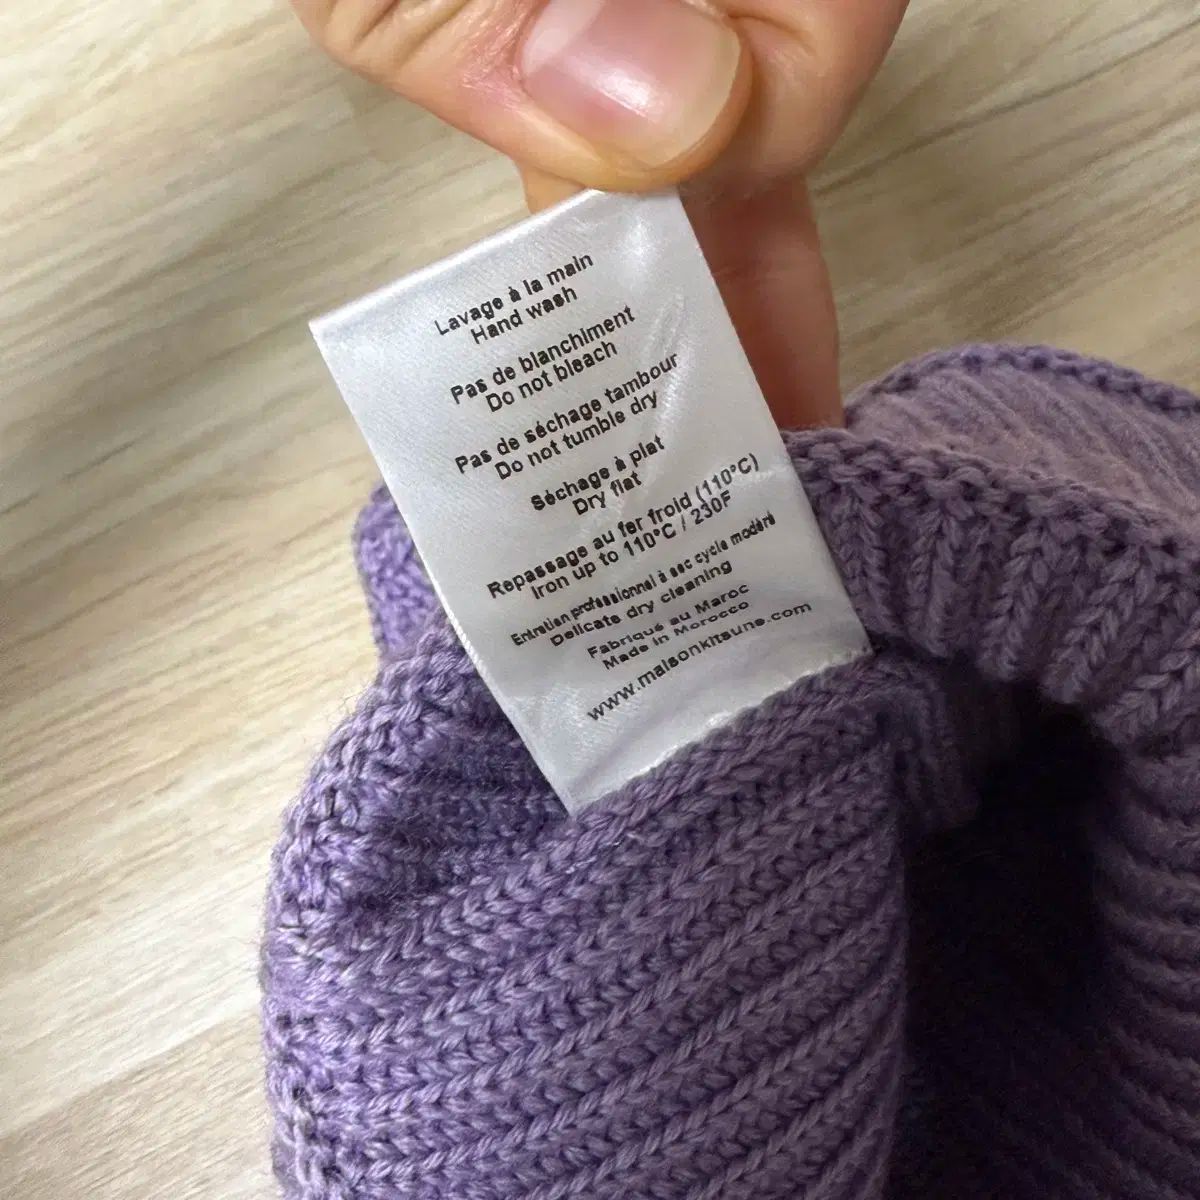 Lavage à la main
Hand wash
Pas de blanchiment
Do not bleach
Pas de séchage tambour
Do not tumble dry
Séchage à plat
Dry flat
Repassage au fer froid (110°C)
Iron up to 110°C / 230F
Entretien professionnel à sec cycle modéré
Delicate dry cleaning
Fabriqué au Maroc
Made in Morocco
www.maisonkitsune.com